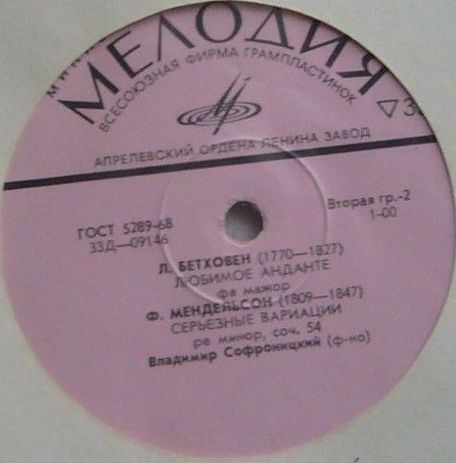 МИНИ
МЕЛОДИЯ
ВСЕСОЮЗНАЯ ФИРМА ГРАМПЛАСТИНОК
АПРЕЛЕВСКИЙ ОРДЕНА ЛЕНИНА ЗАВОД
ГОСТ 5289-68
33Д—09146
Вторая гр.-2
1-00
Л. БЕТХОВЕН (1770—1827)
ЛЮБИМОЕ АНДАНТЕ
фа мажор
Ф. МЕНДЕЛЬСОН (1809—1847)
СЕРЬЕЗНЫЕ ВАРИАЦИИ
ре минор, соч. 54
Владимир Софроницкий (ф-но)